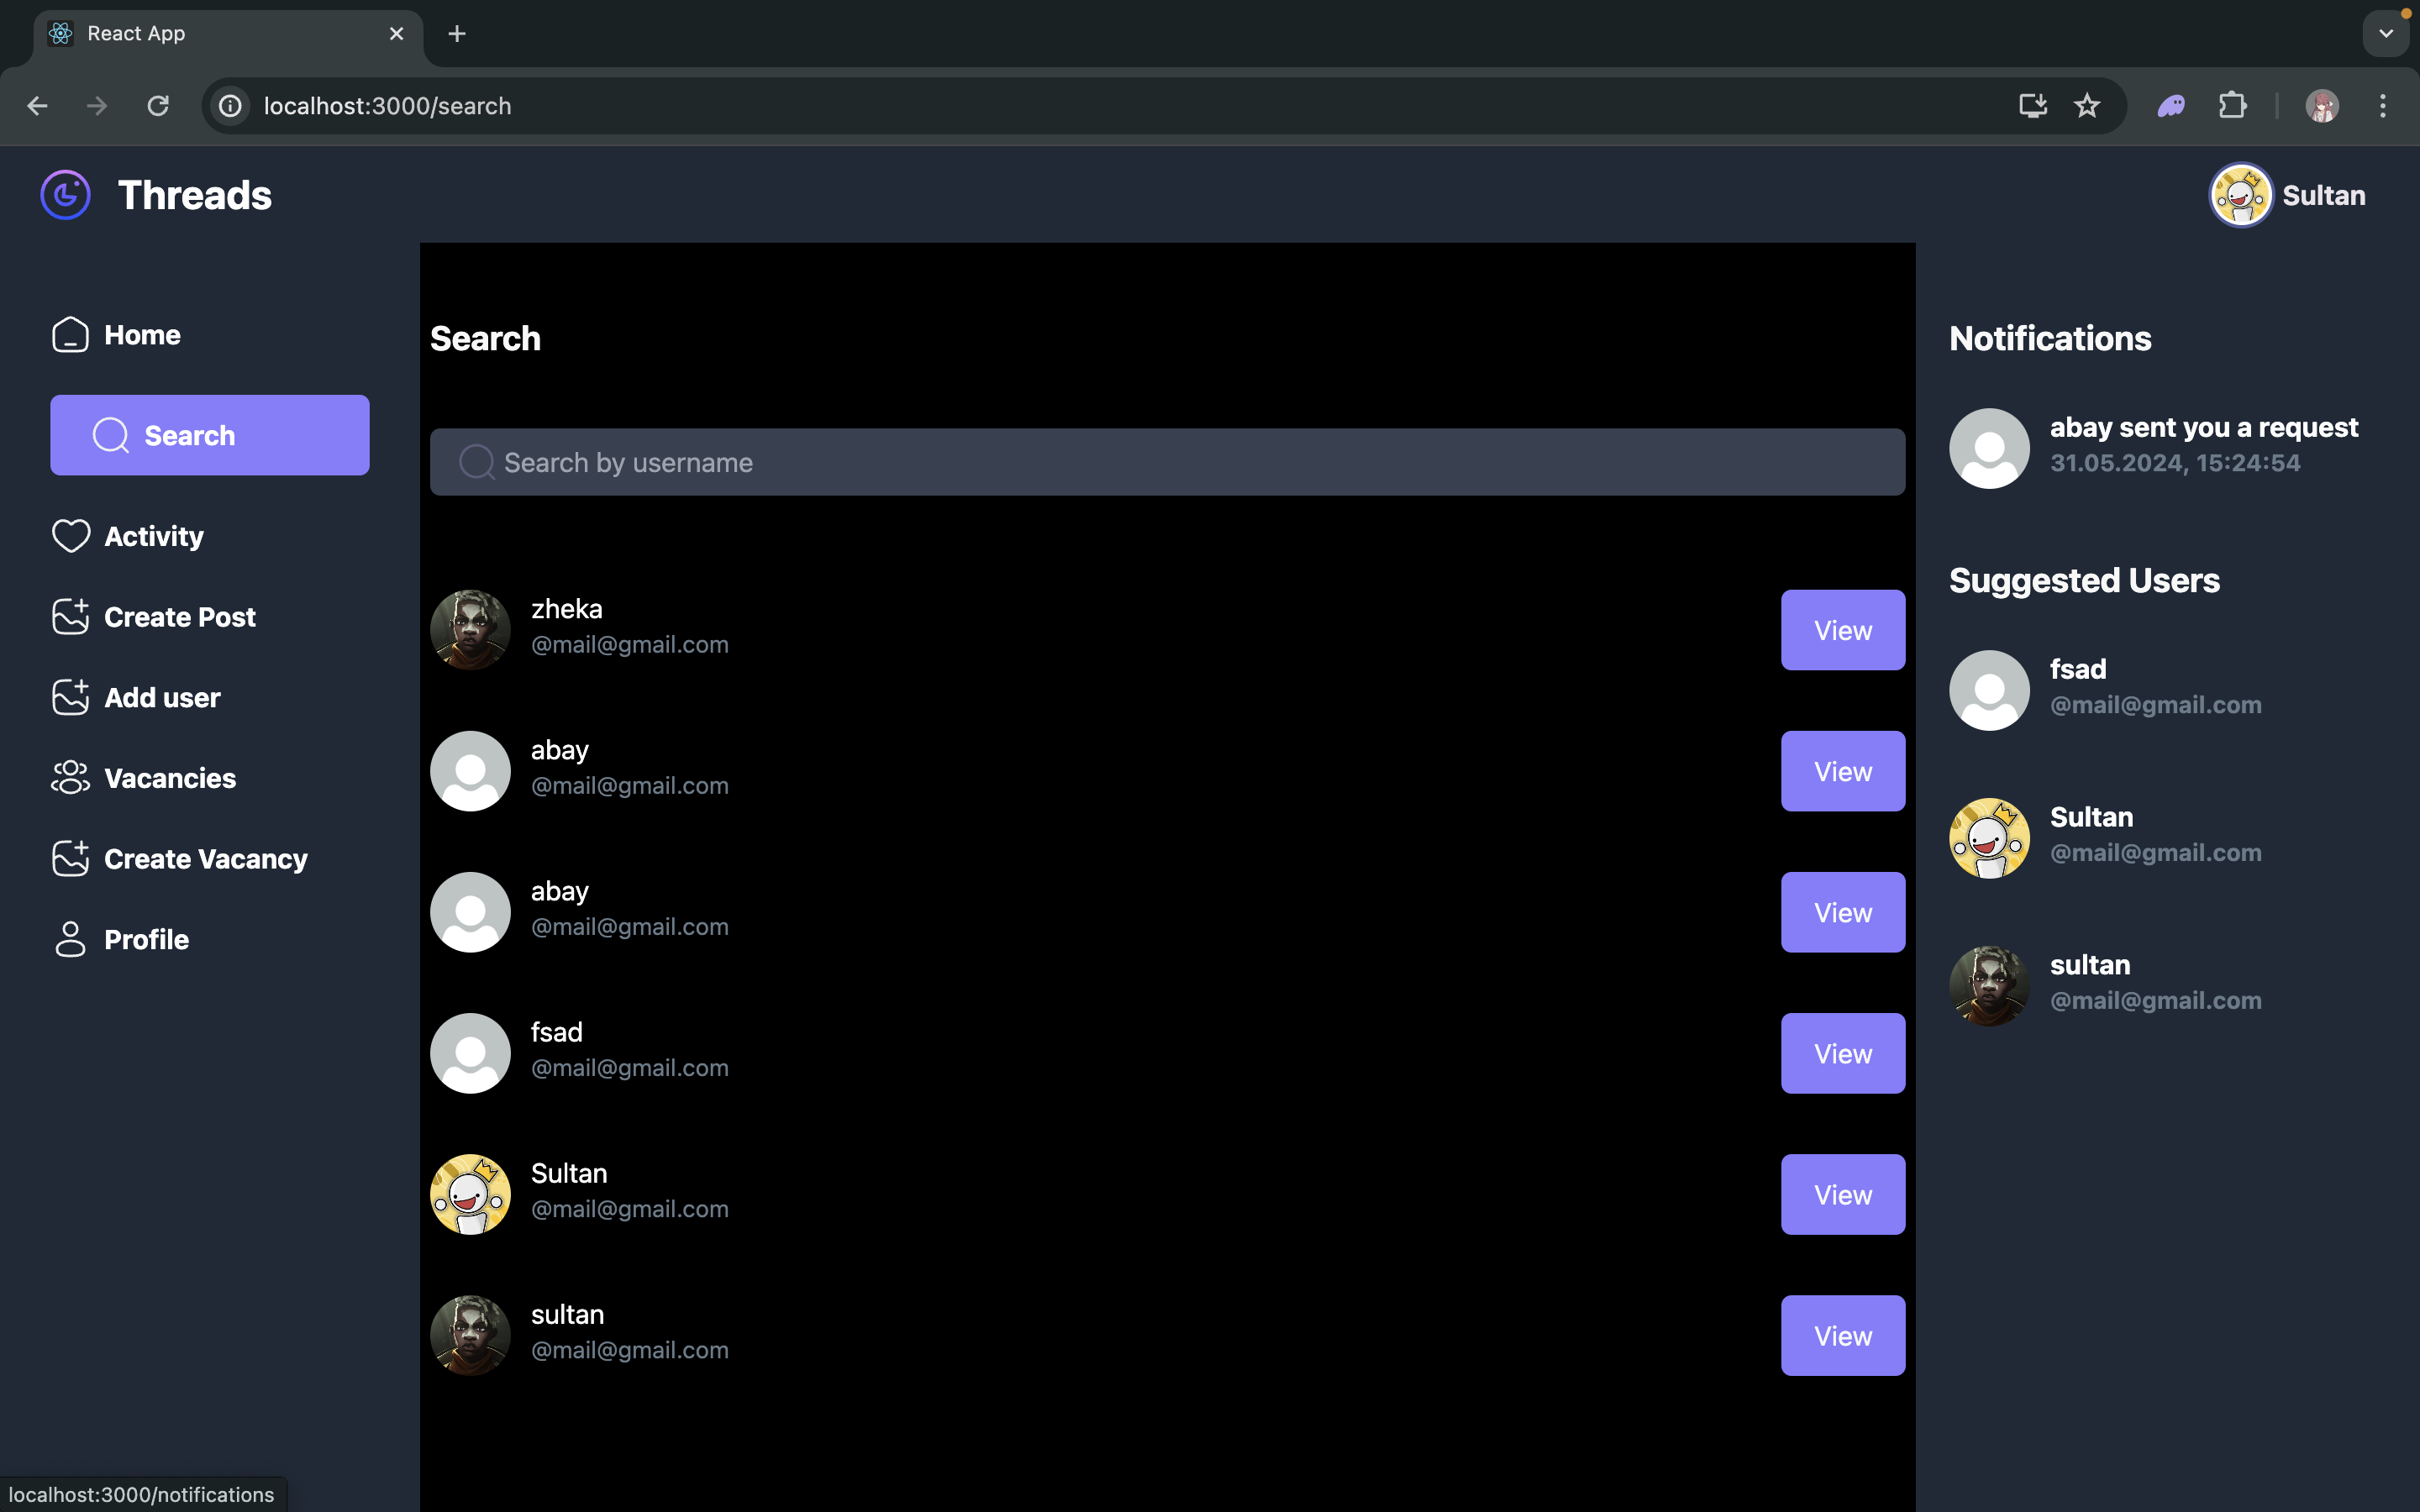 React App
localhost:3000/search
Threads
Sultan
Home
Search
Activity
Create Post
Add user
Vacancies
Create Vacancy
Profile
Search
Search by username
zheka
@mail@gmail.com
View
abay
@mail@gmail.com
View
abay
@mail@gmail.com
View
fsad
@mail@gmail.com
View
Sultan
@mail@gmail.com
View
sultan
@mail@gmail.com
View
Notifications
abay sent you a request
31.05.2024, 15:24:54
Suggested Users
fsad
@mail@gmail.com
Sultan
@mail@gmail.com
sultan
@mail@gmail.com
localhost:3000/notifications